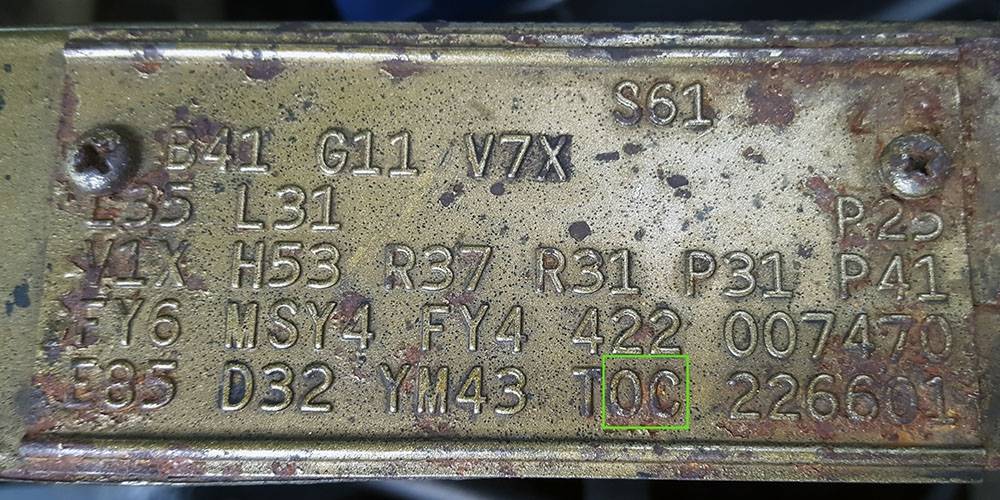 S61
B41 G11 V7X
L35 L31 P25
V1X H53 R37 R31 P31 P41
FY6 MSY4 FY4 422 007470
E85 D32 YM43 TOC 226601